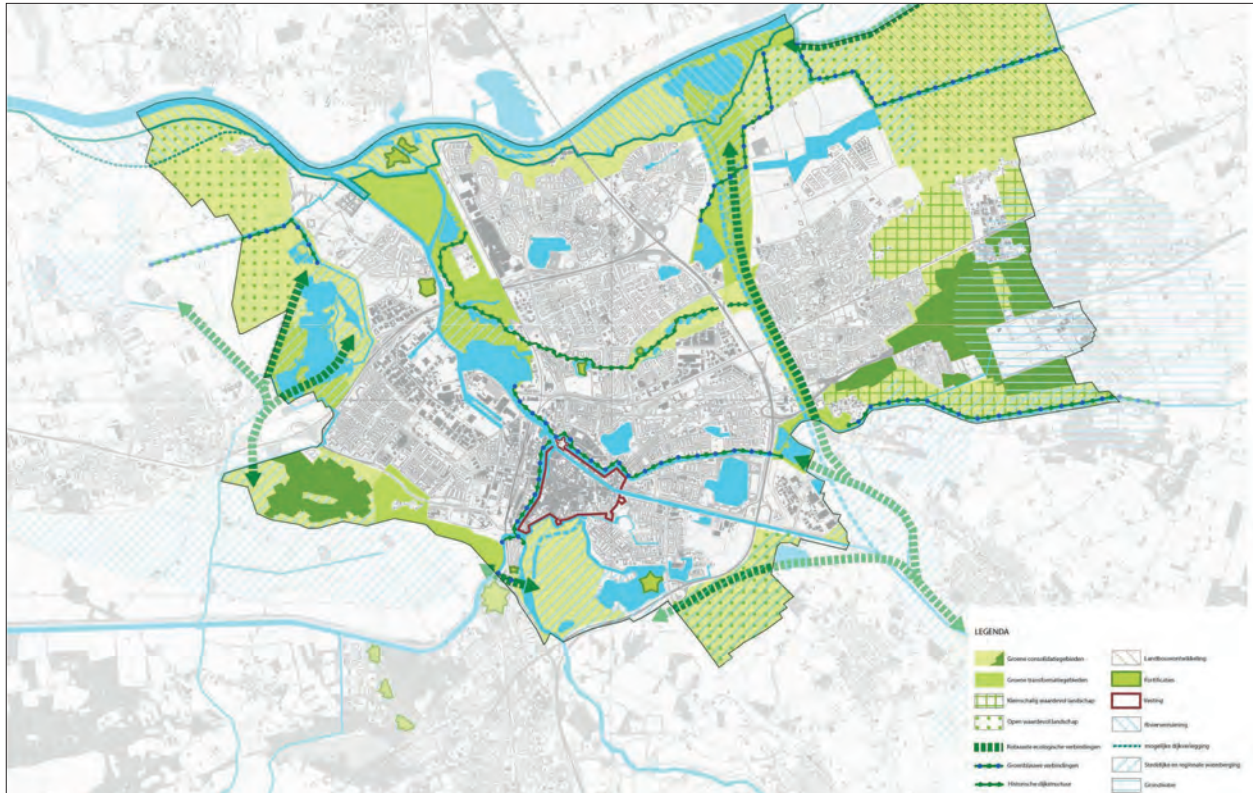 LEGENDA
Groene consolidatiegebieden
Groene transformatiegebieden
Kleinschalig waardevol landschap
Open waardevol landschap
Robuuste ecologische verbindingen
Groenblauwe verbindingen
Historische dijkstructuur
Landbouwontwikkeling
Fortificaties
Vesting
Rivierverruiming
mogelijke dijkverlegging
Stedelijke en regionale waterberging